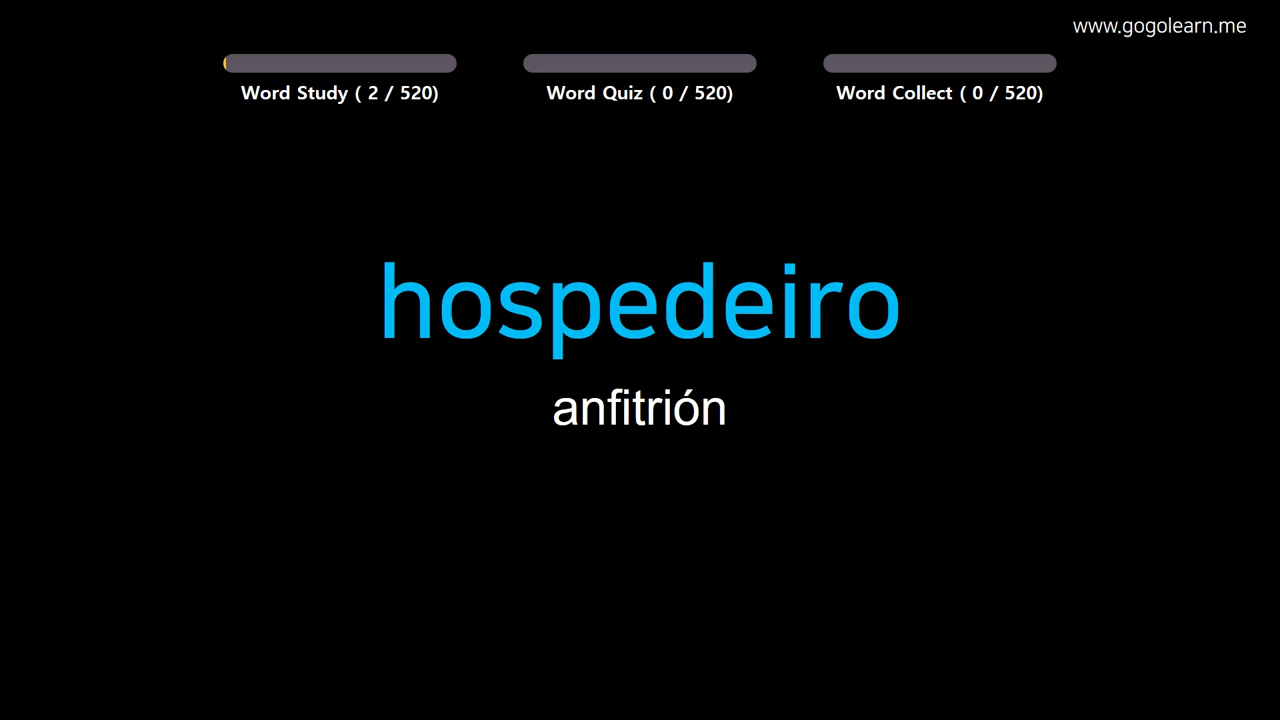 www.gogolearn.me
Word Study ( 2 / 520)
Word Quiz ( 0 / 520)
Word Collect ( 0 / 520)
hospedeiro
anfitrión